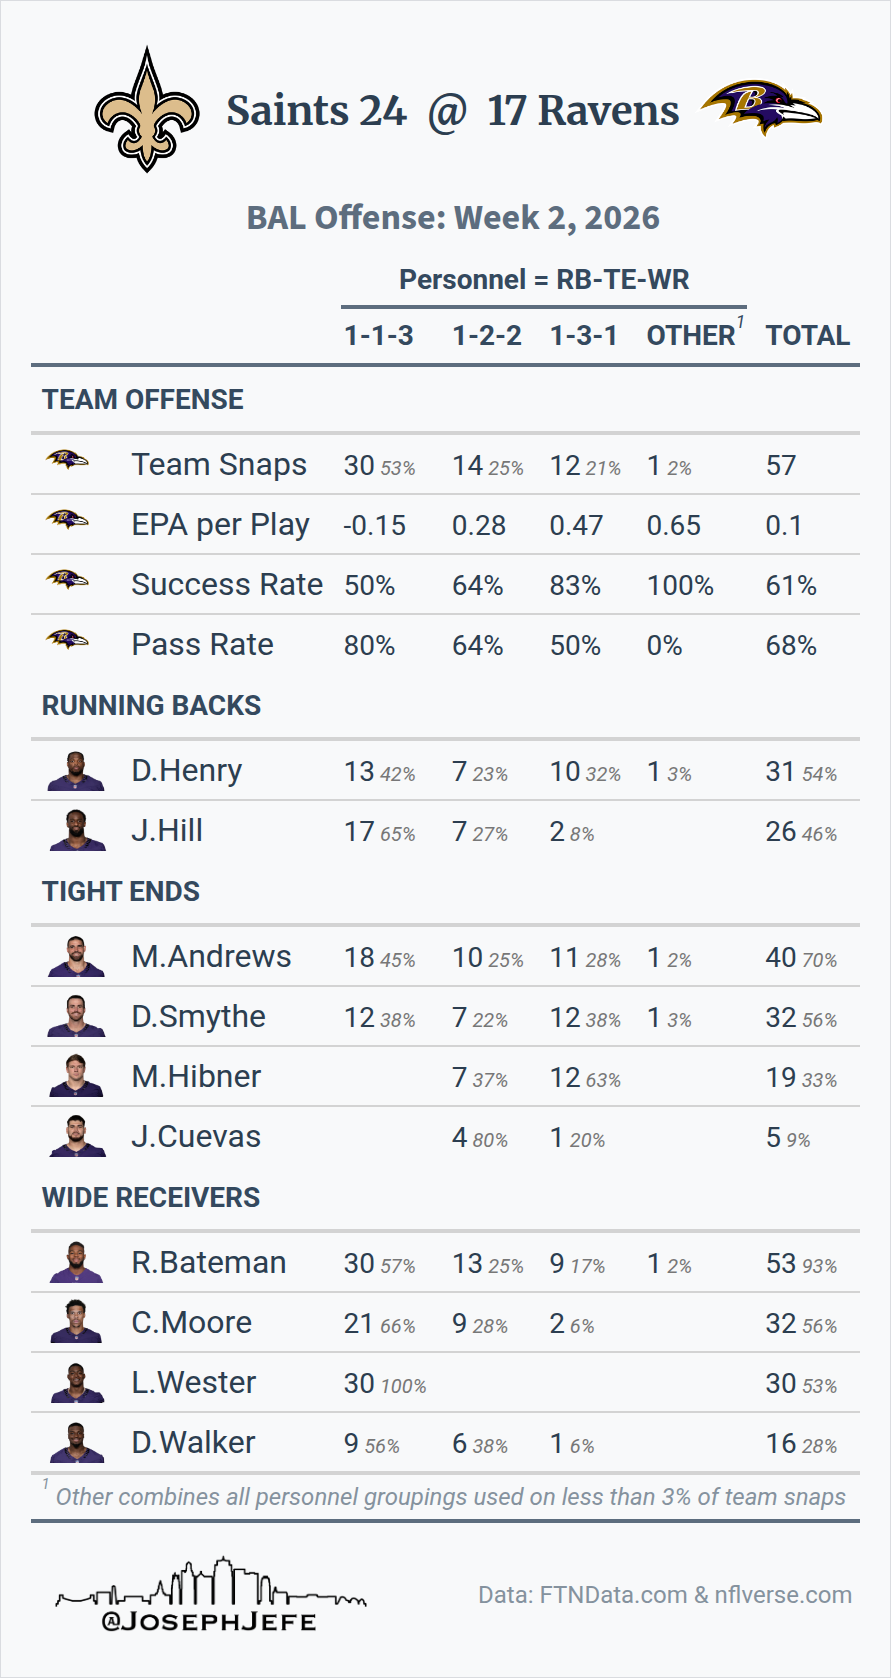 Saints 24 @ 17 Ravens
BAL Offense: Week 2, 2026
Personnel = RB-TE-WR
1-1-3 1-2-2 1-3-1 OTHER1 TOTAL
TEAM OFFENSE
Team Snaps 30 53% 14 25% 12 21% 1 2% 57
EPA per Play -0.15 0.28 0.47 0.65 0.1
Success Rate 50% 64% 83% 100% 61%
Pass Rate 80% 64% 50% 0% 68%
RUNNING BACKS
D.Henry 13 42% 7 23% 10 32% 1 3% 31 54%
J.Hill 17 65% 7 27% 2 8% 26 46%
TIGHT ENDS
M.Andrews 18 45% 10 25% 11 28% 1 2% 40 70%
D.Smythe 12 38% 7 22% 12 38% 1 3% 32 56%
M.Hibner 7 37% 12 63% 19 33%
J.Cuevas 4 80% 1 20% 5 9%
WIDE RECEIVERS
R.Bateman 30 57% 13 25% 9 17% 1 2% 53 93%
C.Moore 21 66% 9 28% 2 6% 32 56%
L.Wester 30 100% 30 53%
D.Walker 9 56% 6 38% 1 6% 16 28%
1 Other combines all personnel groupings used on less than 3% of team snaps
@JOSEPHJEFE
Data: FTNData.com & nflverse.com